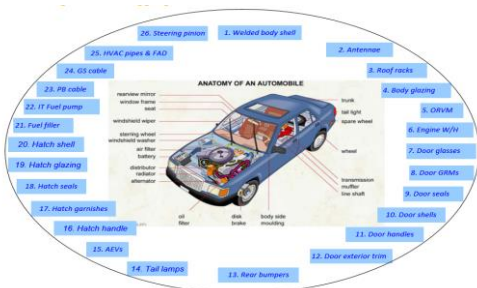 26. Steering pinion
1. Welded body shell
25. HVAC pipes & FAD
2. Antennae
24. GS cable
3. Roof racks
23. PB cable
4. Body glazing
22. IT Fuel pump
5. ORVM
21. Fuel filler
6. Engine W/H
20. Hatch shell
7. Door glasses
19. Hatch glazing
8. Door GRMs
18. Hatch seals
9. Door seals
17. Hatch garnishes
10. Door shells
16. Hatch handle
11. Door handles
15. AEVs
12. Door exterior trim
14. Tail lamps
13. Rear bumpers
ANATOMY OF AN AUTOMOBILE
rearview mirror
window frame
seat
windshield wiper
sterring wheel
windshield washer
air filler
battery
distributor
radiator
alternator
oil
filler
disk
brake
body side
moulding
trunk
tail light
spare wheel
wheel
transmission
muffler
line shaft